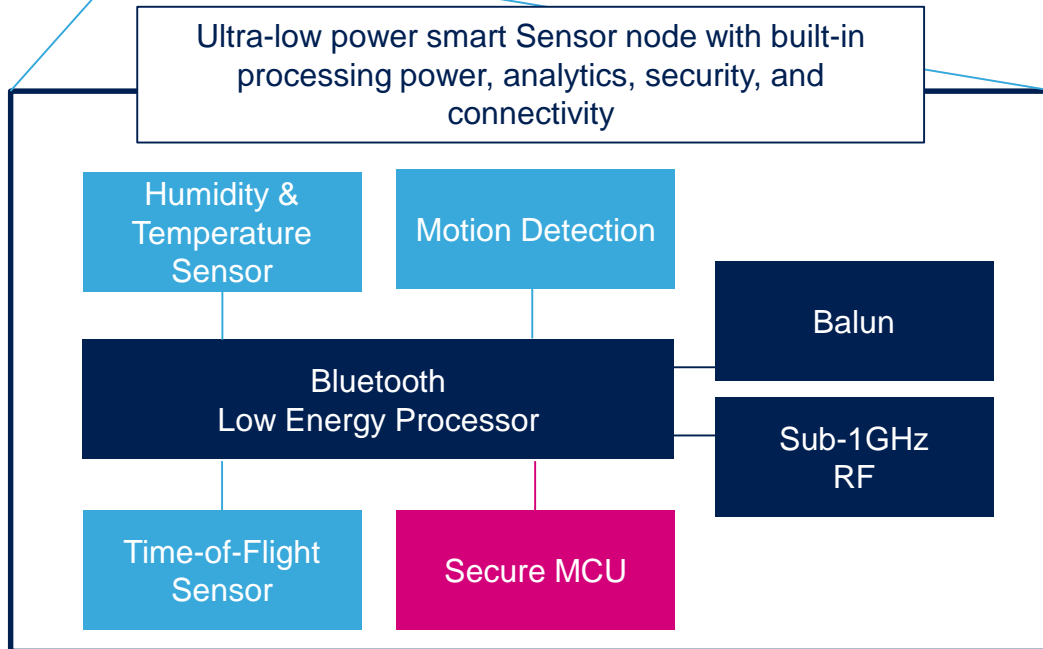 Ultra-low power smart Sensor node with built-in
processing power, analytics, security, and
connectivity
Humidity &
Temperature
Sensor
Motion Detection
Balun
Bluetooth
Low Energy Processor
Sub-1GHz
RF
Time-of-Flight
Sensor
Secure MCU